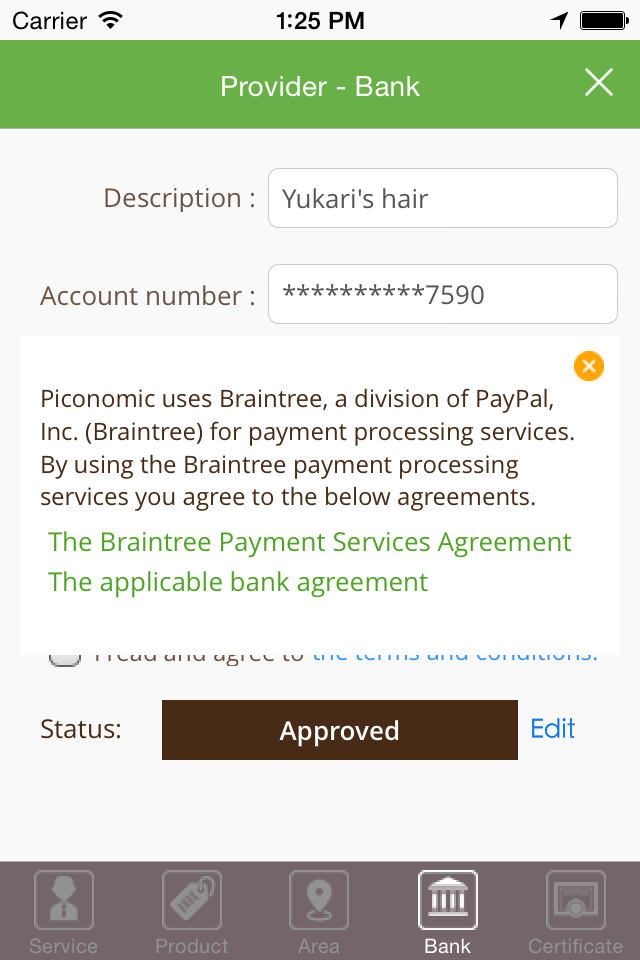 Carrier 1:25 PM
Provider - Bank
Description : Yukari's hair
Account number : **********7590
Piconomic uses Braintree, a division of PayPal,
Inc. (Braintree) for payment processing services.
By using the Braintree payment processing
services you agree to the below agreements.
The Braintree Payment Services Agreement
The applicable bank agreement
I read and agree to the terms and conditions.
Status: Approved Edit
Service Product Area Bank Certificate